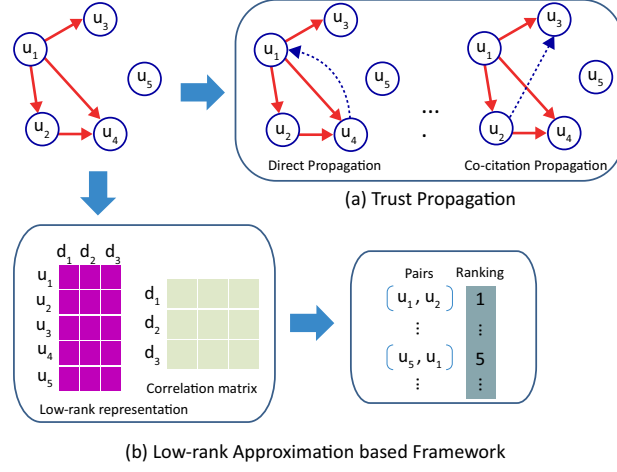 u3
u1
u5
u2
u4
u3
u1
u5
u2
u4
Direct Propagation
... .
u3
u1
u5
u2
u4
Co-citation Propagation
(a) Trust Propagation
d1 d2 d3
u1
u2
u3
u4
u5
Low-rank representation
d1
d2
d3
Correlation matrix
Pairs Ranking
(u1, u2) 1
⋮ ⋮
(u5, u1) 5
⋮ ⋮
(b) Low-rank Approximation based Framework